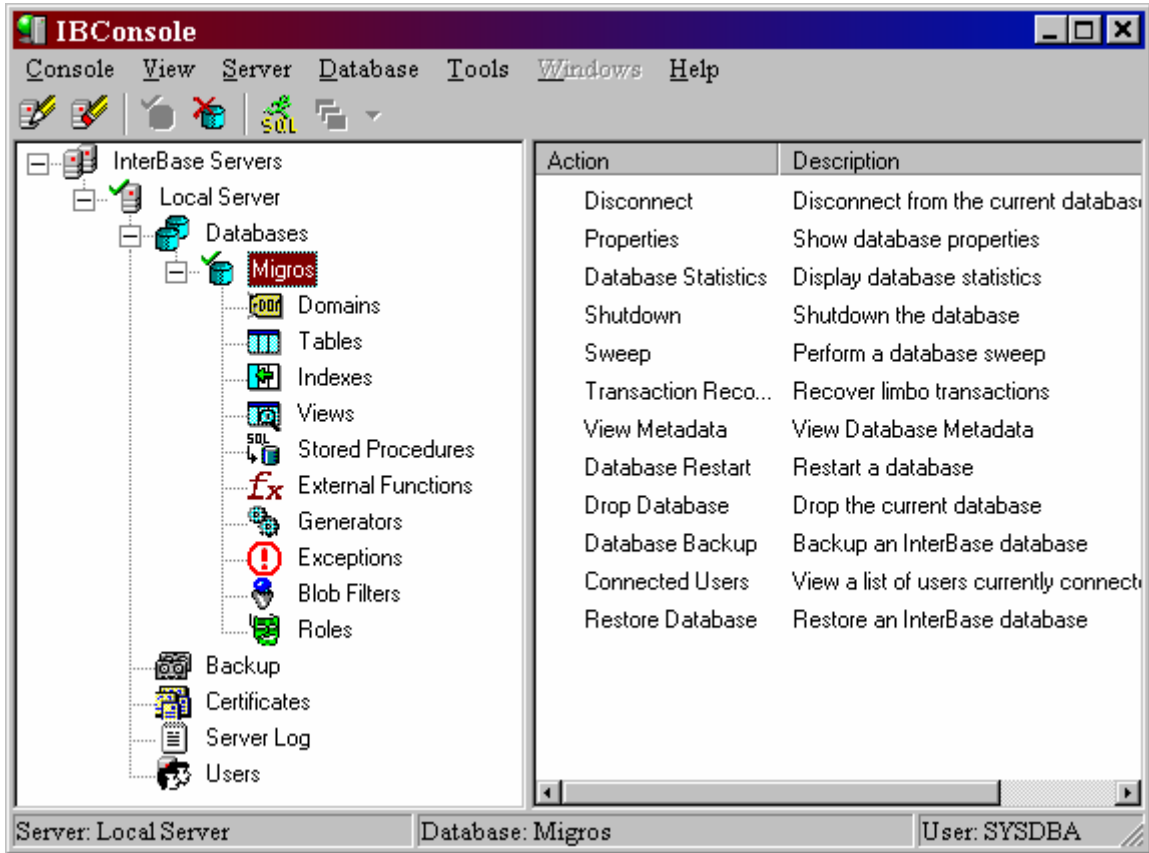 IBConsole
Console View Server Database Tools Windows Help
SQL
InterBase Servers
Local Server
Databases
Migros
Domains
Tables
Indexes
Views
SQL
Stored Procedures
fx External Functions
Generators
Exceptions
Blob Filters
Roles
Backup
Certificates
Server Log
Users
Action Description
Disconnect Disconnect from the current databas
Properties Show database properties
Database Statistics Display database statistics
Shutdown Shutdown the database
Sweep Perform a database sweep
Transaction Reco... Recover limbo transactions
View Metadata View Database Metadata
Database Restart Restart a database
Drop Database Drop the current database
Database Backup Backup an InterBase database
Connected Users View a list of users currently connect
Restore Database Restore an InterBase database
Server: Local Server Database: Migros User: SYSDBA